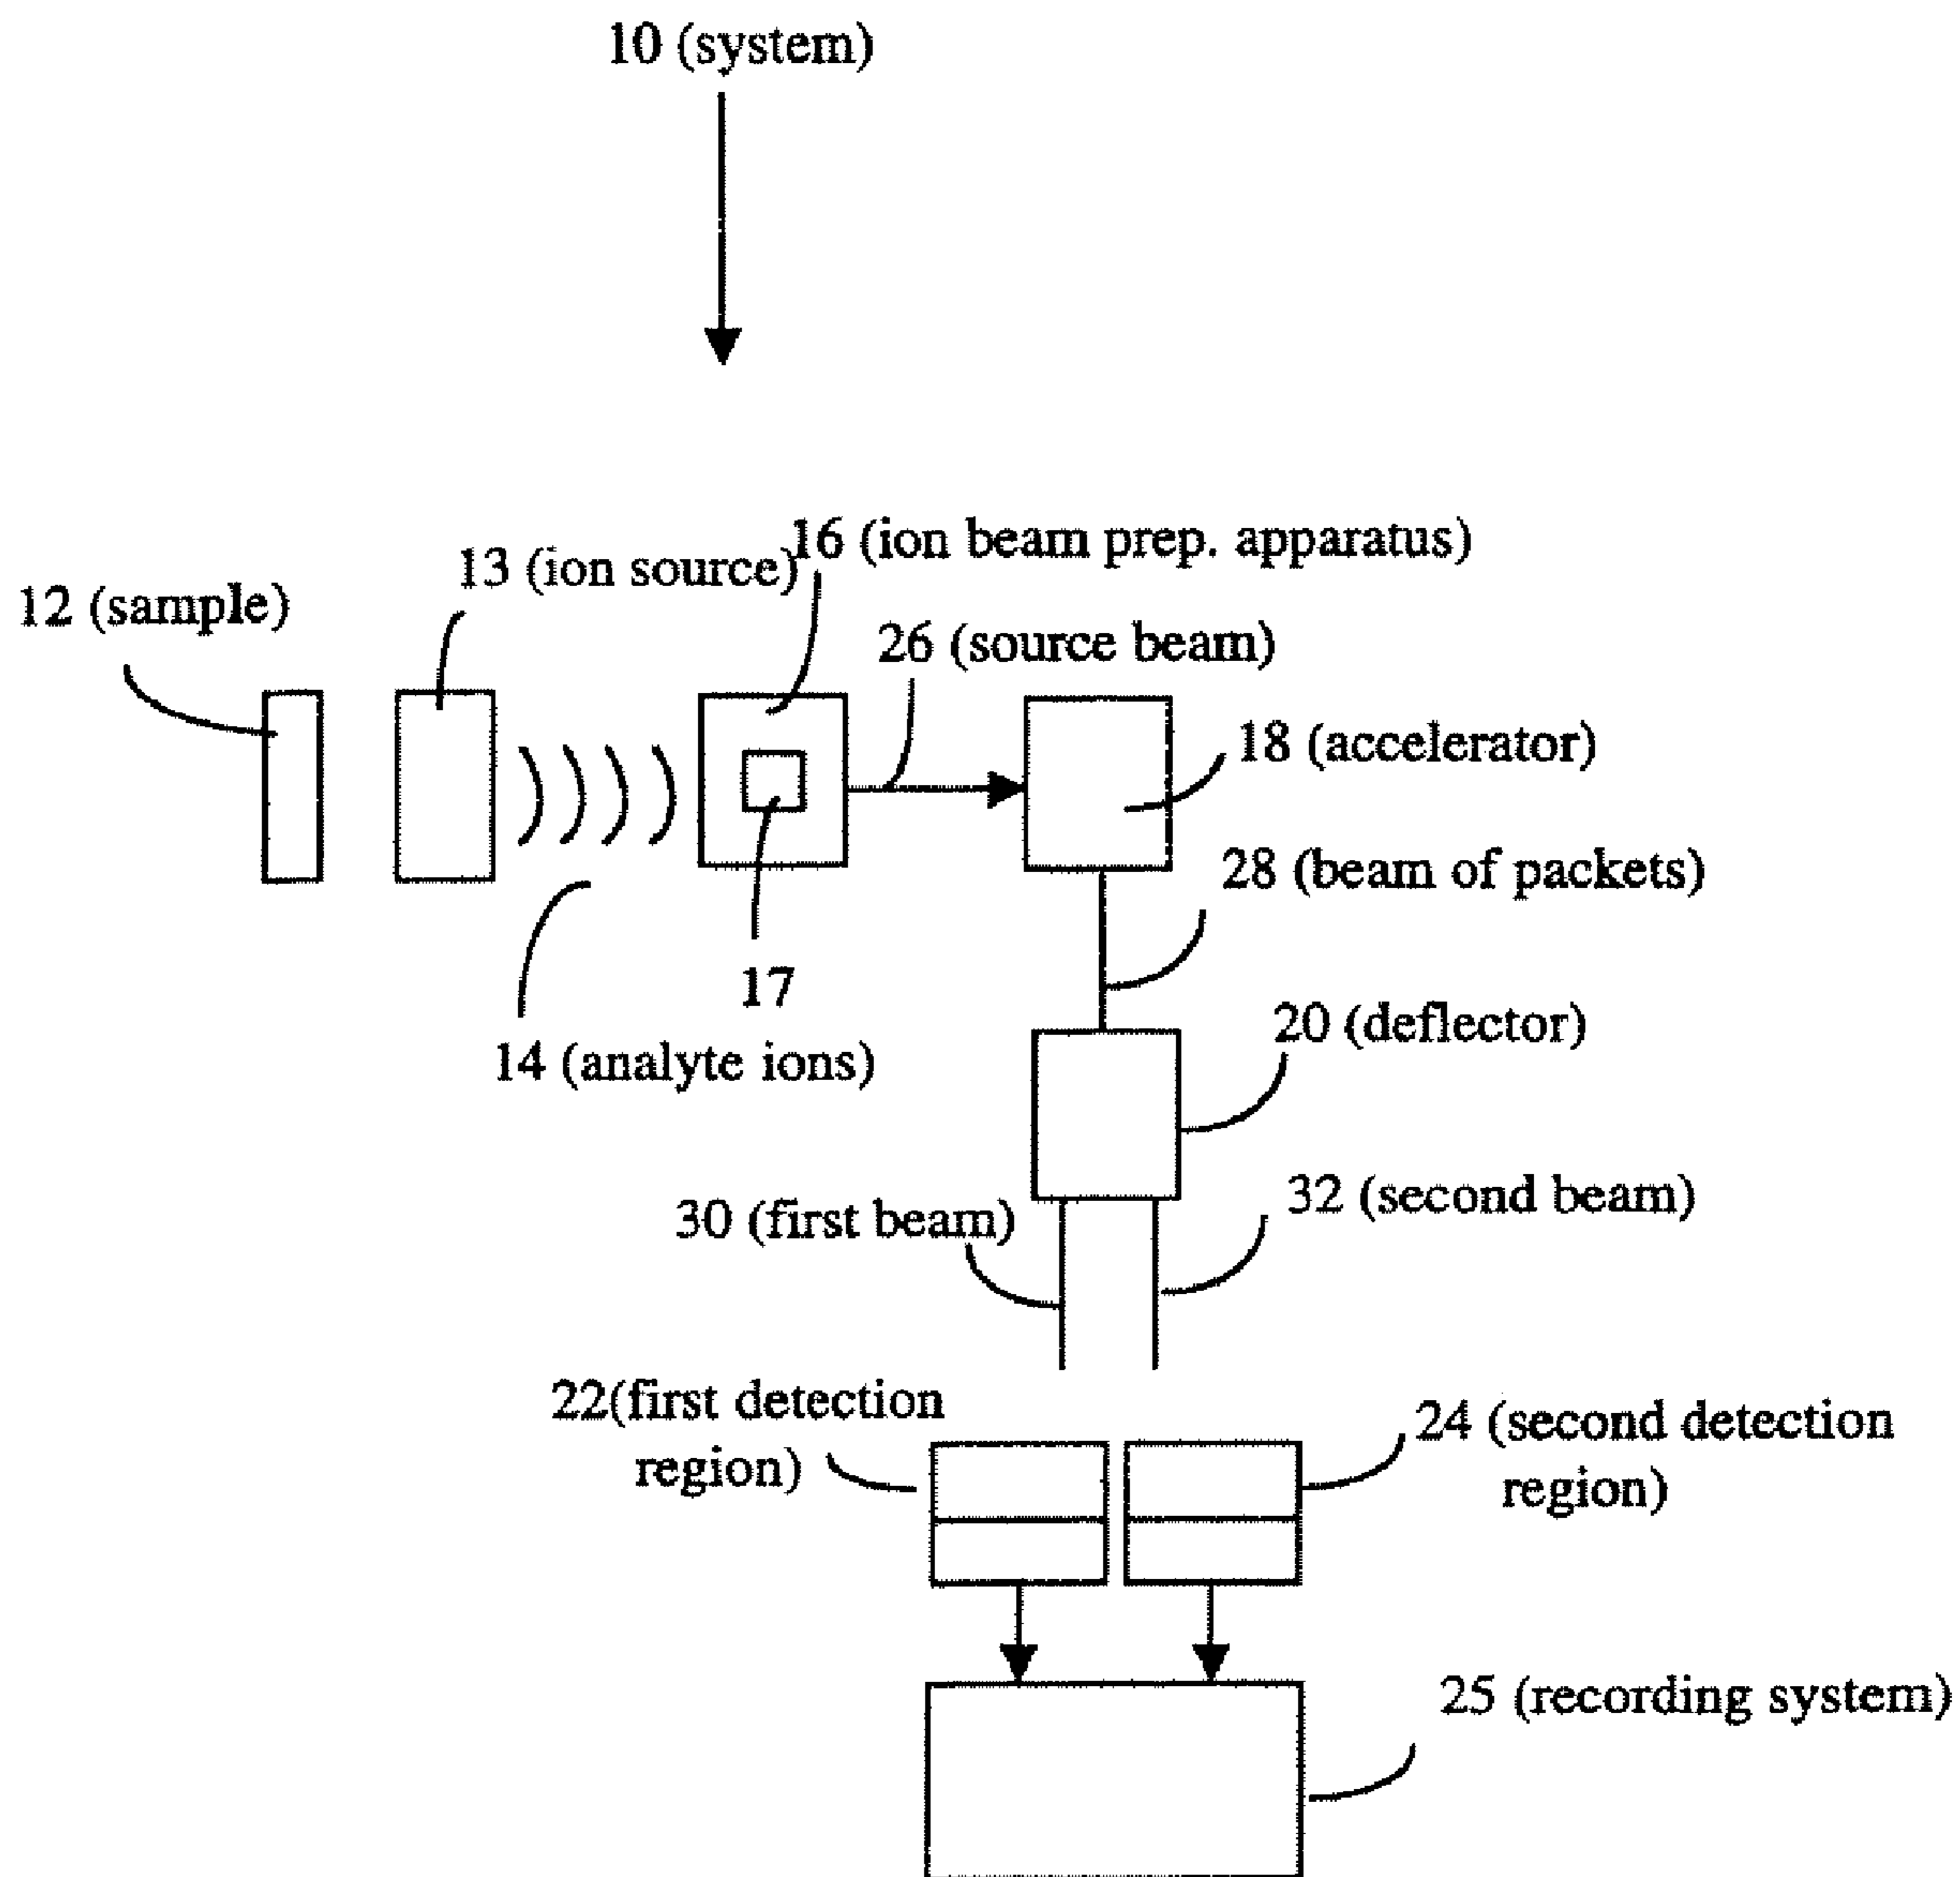 10 (system)
16 (ion beam prep. apparatus)
13 (ion source)
12 (sample)
26 (source beam)
18 (accelerator)
28 (beam of packets)
17
14 (analyte ions)
20 (deflector)
30 (first beam)
32 (second beam)
22(first detection
region)
24 (second detection
region)
25 (recording system)